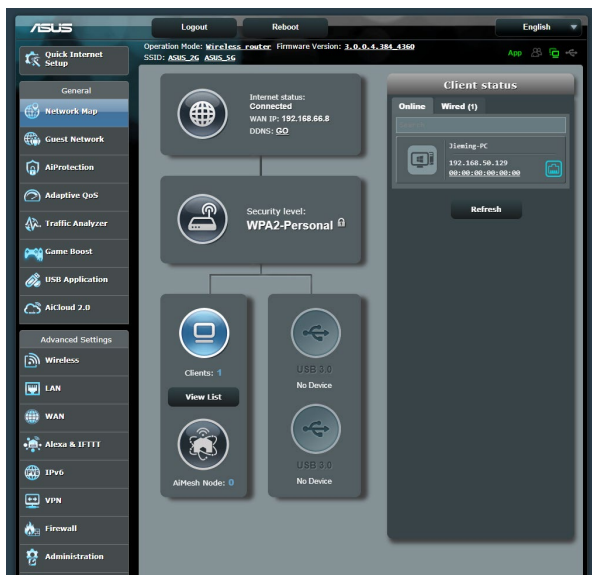 ASUS
Logout
Reboot
English
Quick Internet
Setup
Operation Mode: Wireless router Firmware Version: 3.0.0.4.384_4360
SSID: ASUS_2G ASUS_5G
App
General
Network Map
Guest Network
AiProtection
Adaptive QoS
Traffic Analyzer
Game Boost
USB Application
AiCloud 2.0
Advanced Settings
Wireless
LAN
WAN
Alexa & IFTTT
IPv6
VPN
Firewall
Administration
Internet status:
Connected
WAN IP: 192.168.66.8
DDNS: GO
Security level:
WPA2-Personal
Clients: 1
View List
AiMesh Node: 0
USB 3.0
No Device
USB 3.0
No Device
Client status
Online
Wired (1)
Jieming-PC
192.168.50.129
00:00:00:00:00:00
Refresh